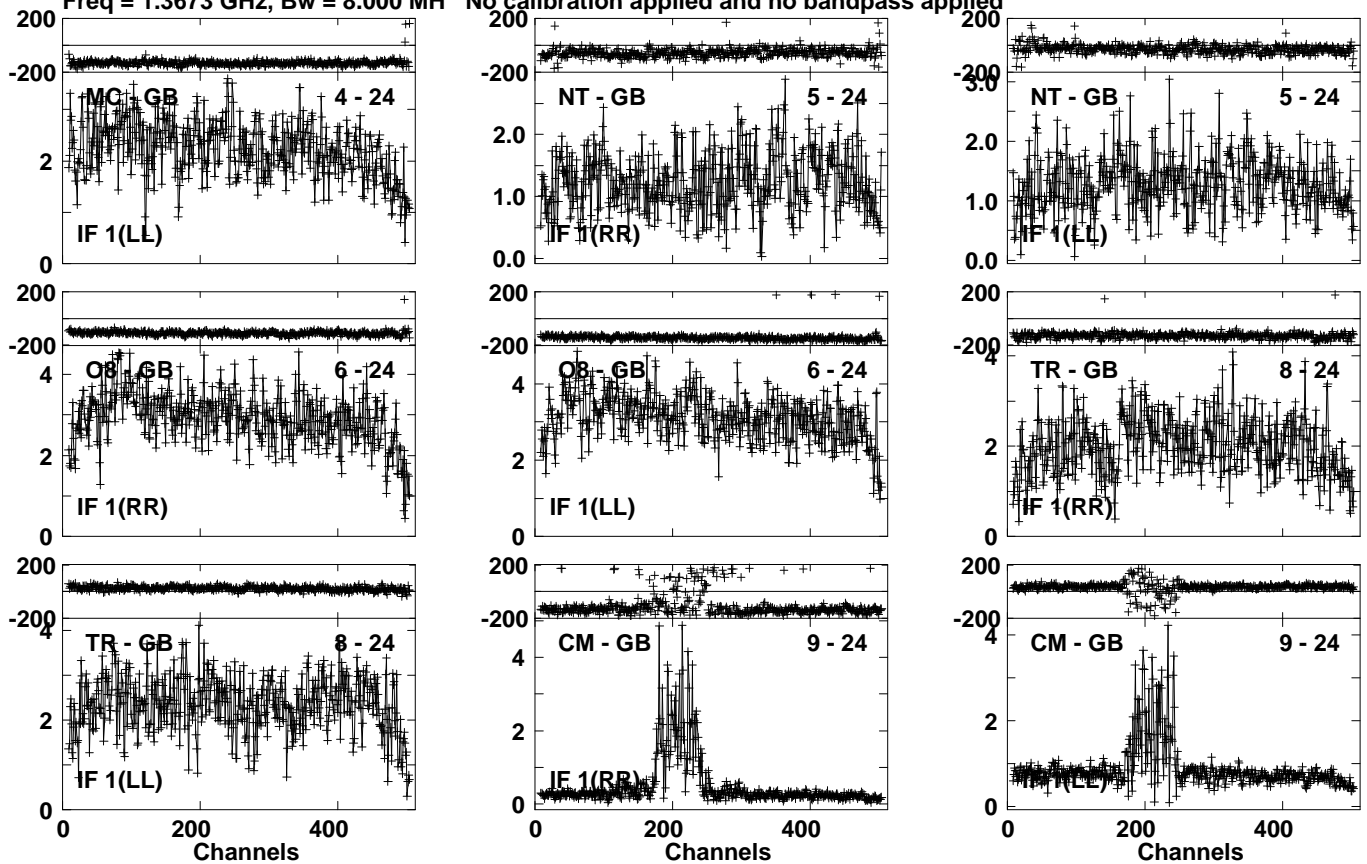 Freq = 1.3673 GHz, Bw = 8.000 MH No calibration applied and no bandpass applied
200
-200
MC - GB 4 - 24
2
IF 1(LL)
0
NT - GB 5 - 24
2.0
1.0
IF 1(RR)
0.0
200
-200
3.0
NT - GB 5 - 24
2.0
1.0
IF 1(LL)
0.0
200
-200
O8 - GB 6 - 24
4
2
IF 1(RR)
0
O8 - GB 6 - 24
4
2
IF 1(LL)
0
200
-200
4
TR - GB 8 - 24
2
IF 1(RR)
0
200
-200
4
TR - GB 8 - 24
2
IF 1(LL)
0
0 200 400
Channels
CM - GB 9 - 24
4
2
IF 1(RR)
0
0 200 400
Channels
200
-200
CM - GB 9 - 24
4
2
IF 1(LL)
0
0 200 400
Channels